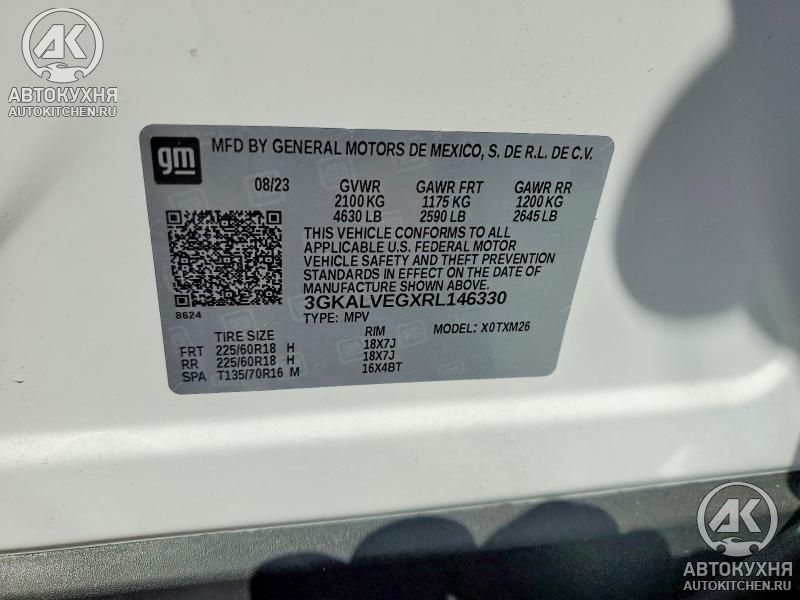 AK
АВТОКУХНЯ
AUTOKITCHEN.RU
gm MFD BY GENERAL MOTORS DE MEXICO, S. DE R.L. DE C.V.
08/23 GVWR GAWR FRT GAWR RR
2100 KG 1175 KG 1200 KG
4630 LB 2590 LB 2645 LB
THIS VEHICLE CONFORMS TO ALL
APPLICABLE U.S. FEDERAL MOTOR
VEHICLE SAFETY AND THEFT PREVENTION
STANDARDS IN EFFECT ON THE DATE OF
MANUFACTURE SHOWN ABOVE.
3GKALVEGXRL146330
8624 TYPE: MPV
TIRE SIZE RIM MODEL: X0TXM26
FRT 225/60R18 H 18X7J
RR 225/60R18 H 18X7J
SPA T135/70R16 M 16X4BT
gm
AK
АВТОКУХНЯ
AUTOKITCHEN.RU